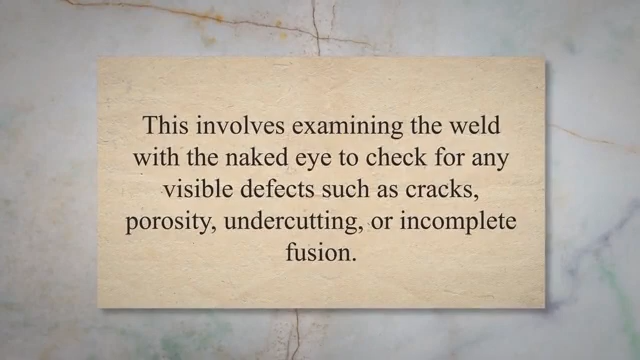 This involves examining the weld
with the naked eye to check for any
visible defects such as cracks,
porosity, undercutting, or incomplete
fusion.